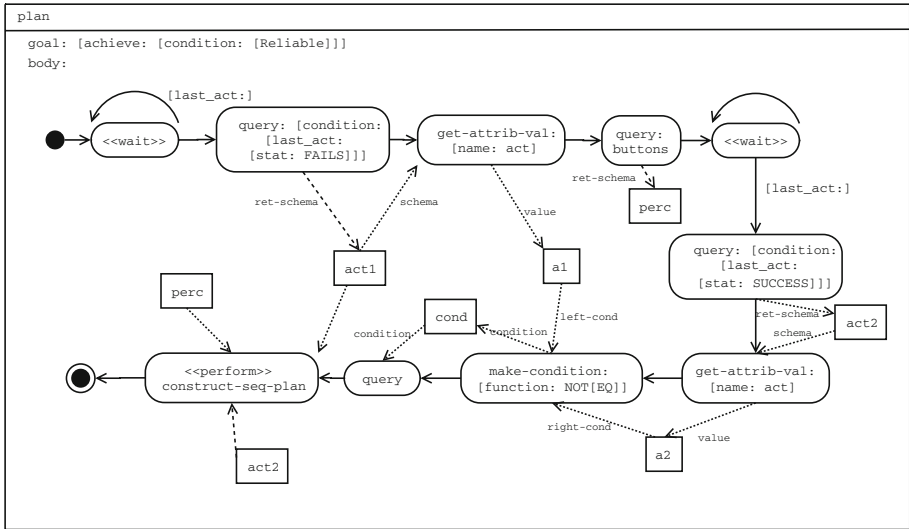 plan
goal: [achieve: [condition: [Reliable]]]
body:
[last_act:]
<<wait>>
query: [condition:
[last_act:
[stat: FAILS]]]
get-attrib-val:
[name: act]
query:
buttons
<<wait>>
ret-schema
schema
value
ret-schema
perc
[last_act:]
act1
a1
query: [condition:
[last_act:
[stat: SUCCESS]]]
perc
cond
condition
condition
left-cond
ret-schema
schema
act2
<<perform>>
construct-seq-plan
query
make-condition:
[function: NOT[EQ]]
get-attrib-val:
[name: act]
right-cond
value
act2
a2